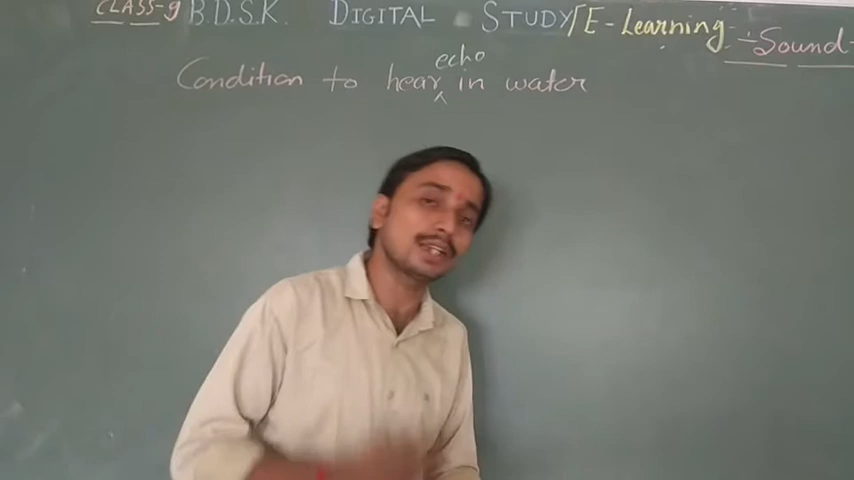 CLASS-9 B.D.S.K. DIGITAL STUDY/E-Learning ÷Sound-
Condition to hear echo in water